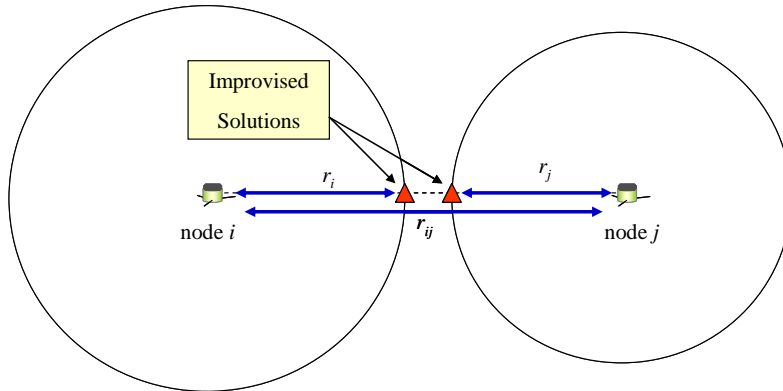 Improvised
Solutions
r_i
r_j
node i
r_ij
node j